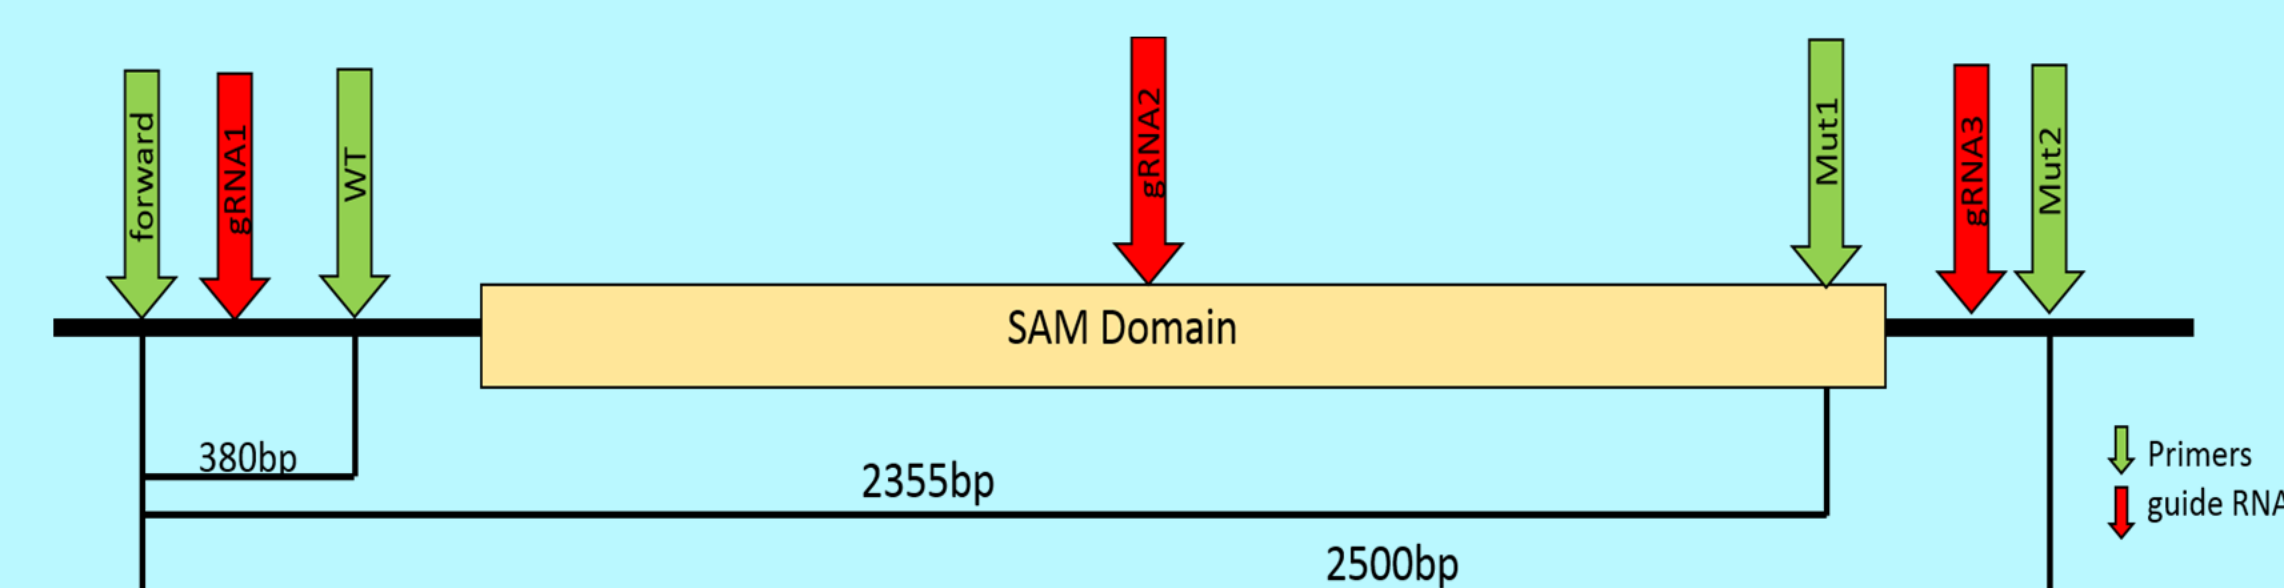 forward
gRNA1
WT
gRNA2
Mut1
gRNA3
Mut2
SAM Domain
380bp
2355bp
2500bp
Primers
guide RNA